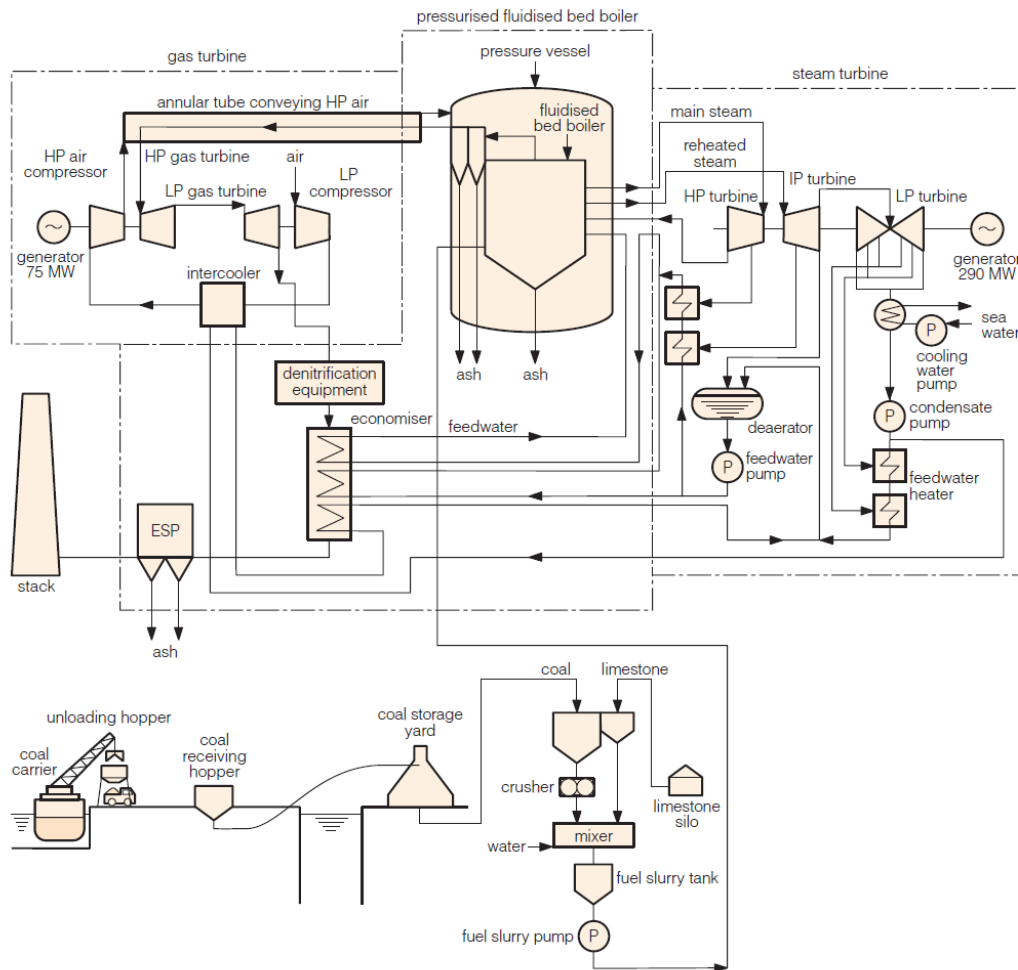 pressurised fluidised bed boiler
gas turbine
pressure vessel
steam turbine
annular tube conveying HP air
fluidised
bed boiler
main steam
reheated
steam
HP air
compressor
HP gas turbine
air
LP
compressor
LP gas turbine
HP turbine
IP turbine
LP turbine
generator
75 MW
intercooler
generator
290 MW
sea
water
P
cooling
water
pump
ash
ash
denitrification
equipment
economiser
feedwater
deaerator
P
condensate
pump
P
feedwater
pump
feedwater
heater
ESP
stack
ash
coal
limestone
unloading hopper
coal
carrier
coal
receiving
hopper
coal storage
yard
crusher
limestone
silo
mixer
water
fuel slurry tank
fuel slurry pump
P